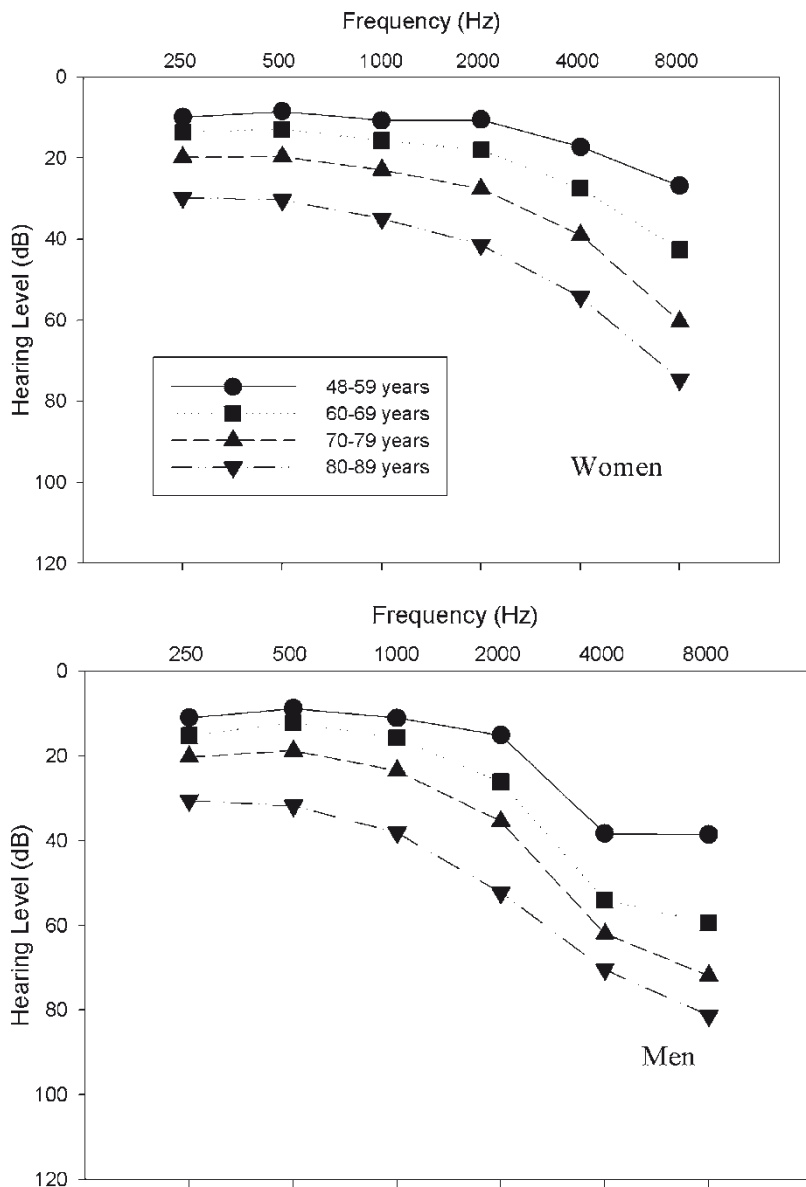 Frequency (Hz)
250 500 1000 2000 4000 8000
0
20
40
60
80
100
120
Hearing Level (dB)
48-59 years
60-69 years
70-79 years
80-89 years
Women
Frequency (Hz)
250 500 1000 2000 4000 8000
0
20
40
60
80
100
120
Hearing Level (dB)
Men